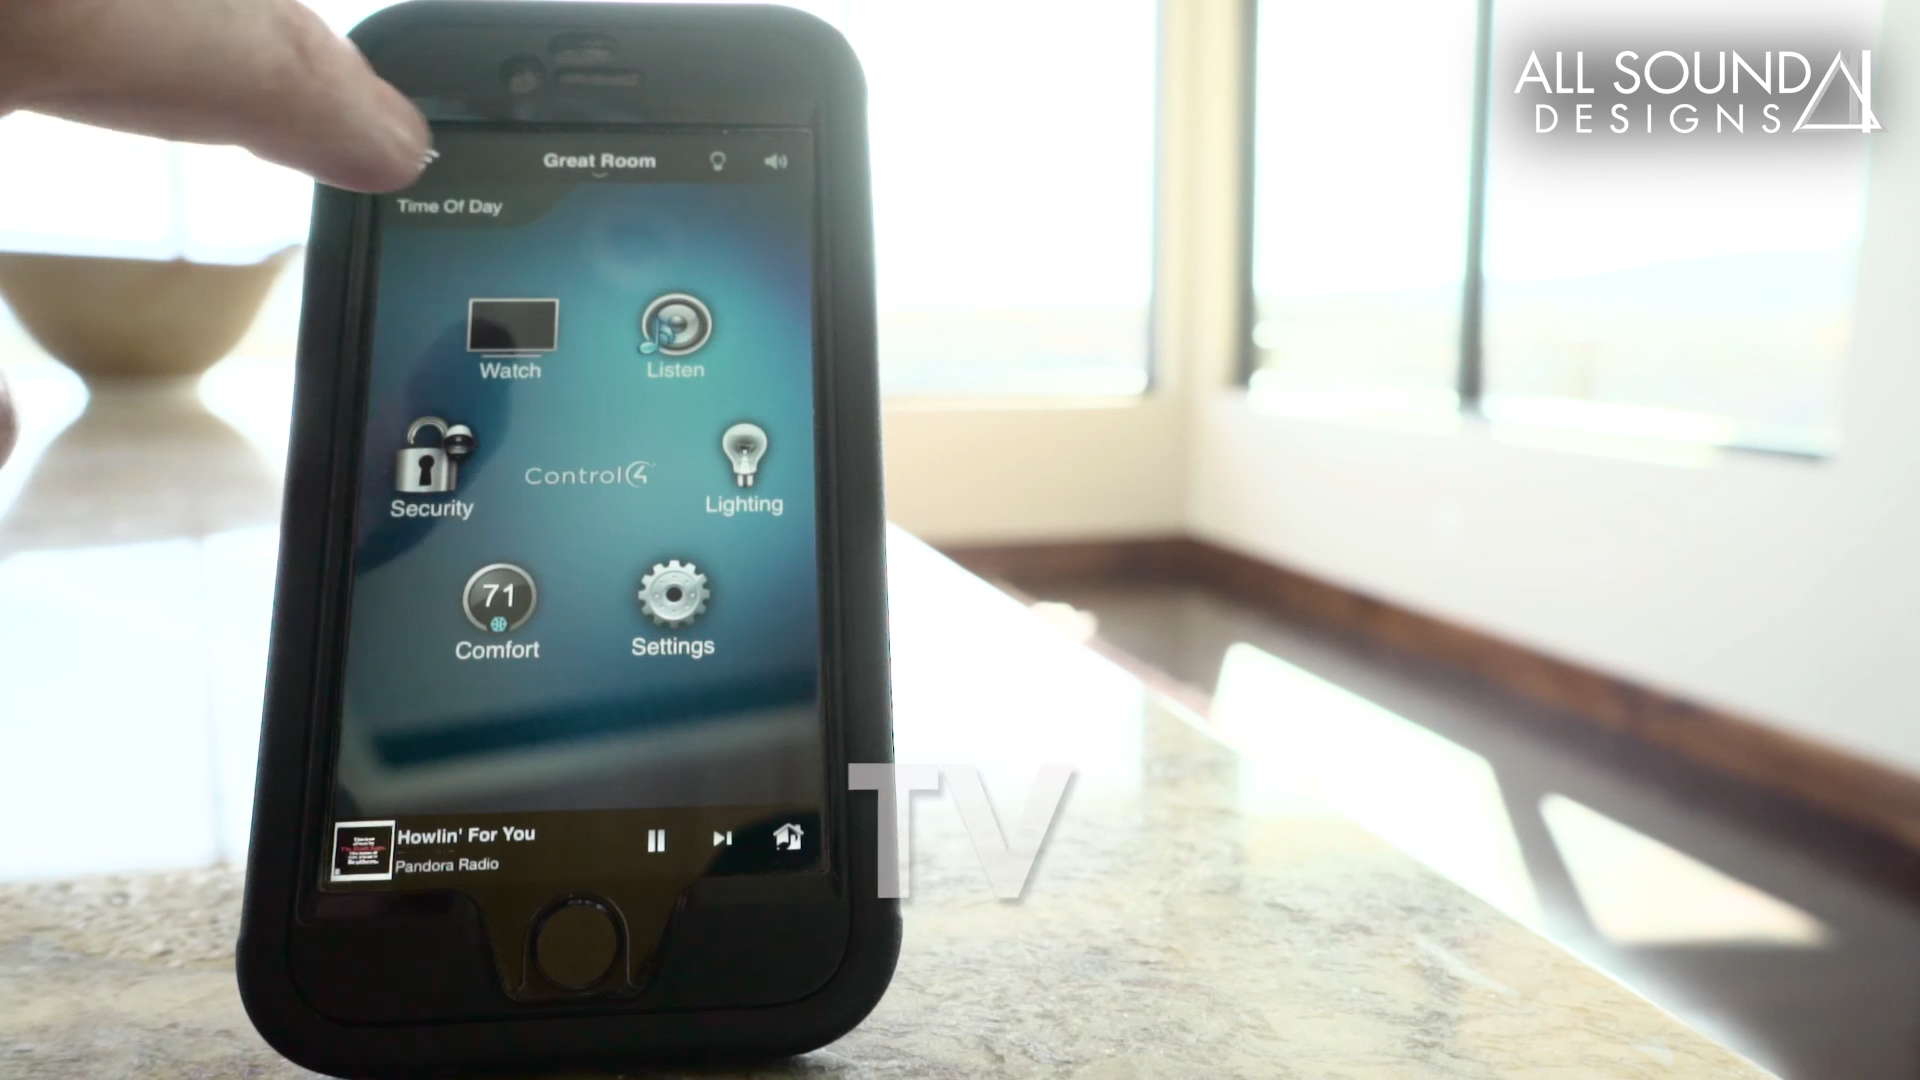 ALL SOUND
DESIGNS
Great Room
Time Of Day
Watch
Listen
Security
Control4
Lighting
71
Comfort
Settings
TV
Howlin' For You
Pandora Radio